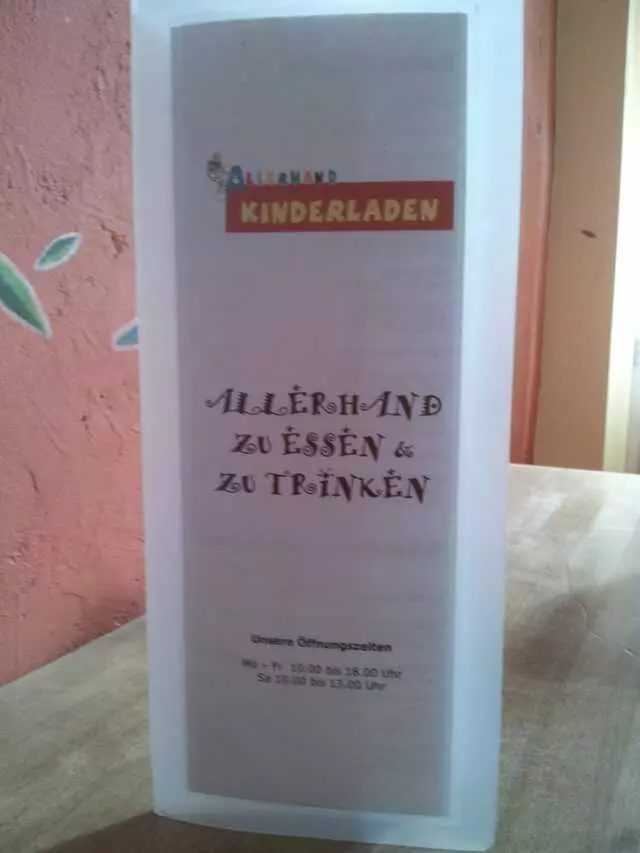 ALLERHAND
KINDERLADEN
ALLERHAND
ZU ESSEN &
ZU TRINKEN
Unsere Öffnungszeiten
Mo - Fr 10.00 bis 18.00 Uhr
Sa 10.00 bis 13.00 Uhr